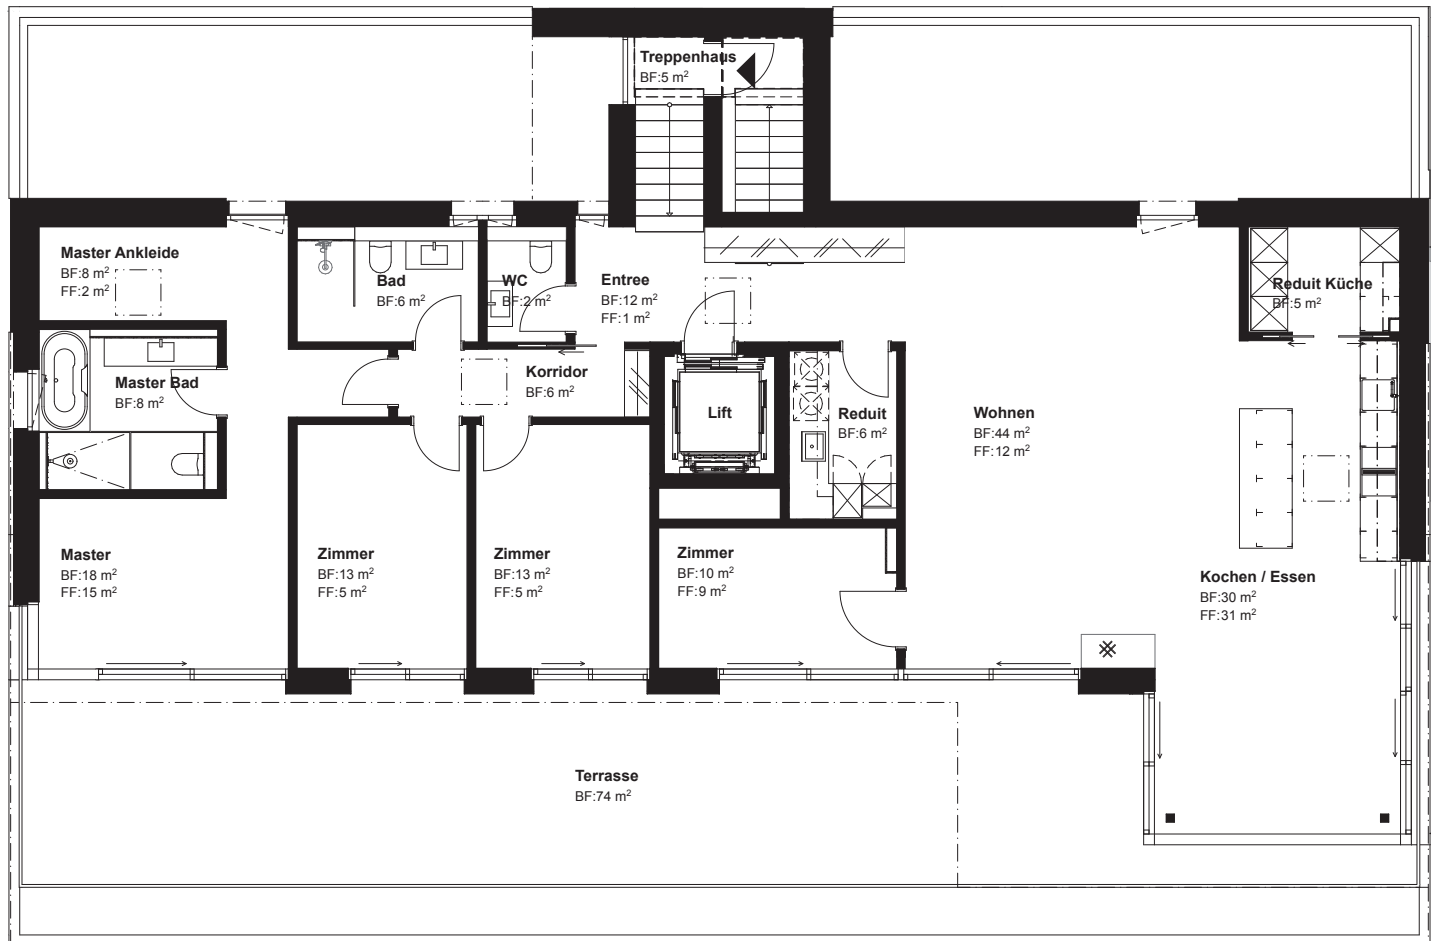 Treppenhaus
BF:5 m²
Master Ankleide
BF:8 m²
FF:2 m²
Bad
BF:6 m²
WC
BF:2 m²
Entree
BF:12 m²
FF:1 m²
Reduit Küche
BF:5 m²
Master Bad
BF:8 m²
Korridor
BF:6 m²
Lift
Reduit
BF:6 m²
Wohnen
BF:44 m²
FF:12 m²
Master
BF:18 m²
FF:15 m²
Zimmer
BF:13 m²
FF:5 m²
Zimmer
BF:13 m²
FF:5 m²
Zimmer
BF:10 m²
FF:9 m²
Kochen / Essen
BF:30 m²
FF:31 m²
Terrasse
BF:74 m²